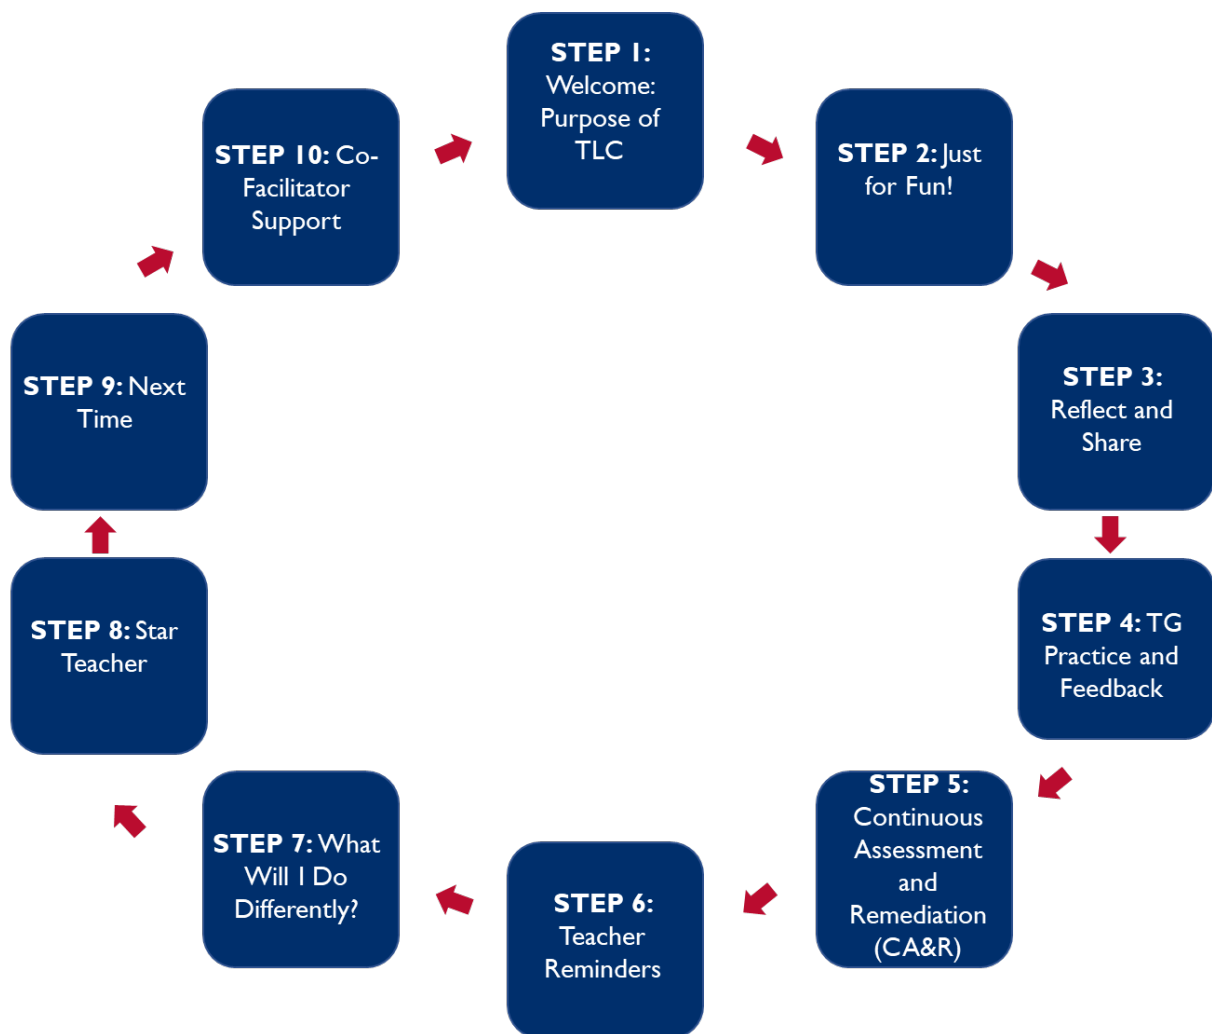 STEP 1:
Welcome:
Purpose of
TLC
STEP 2: Just
for Fun!
STEP 3:
Reflect and
Share
STEP 4: TG
Practice and
Feedback
STEP 5:
Continuous
Assessment
and
Remediation
(CA&R)
STEP 6:
Teacher
Reminders
STEP 7: What
Will I Do
Differently?
STEP 8: Star
Teacher
STEP 9: Next
Time
STEP 10: Co-
Facilitator
Support